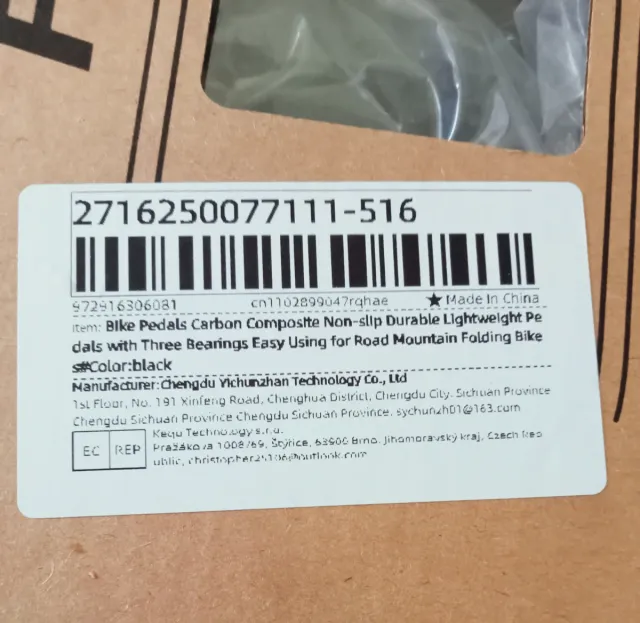 2716250077111-516
972916306081 cn1102899047rqhae ★ Made In China
item: Bike Pedals Carbon Composite Non-slip Durable Lightweight Pe
dals with Three Bearings Easy Using for Road Mountain Folding Bike
s#Color:black
Manufacturer:Chengdu Yichunzhan Technology Co., Ltd
1st Floor, No. 191 Xinfeng Road, Chenghua District, Chengdu City, Sichuan Province
Chengdu Sichuan Province Chengdu Sichuan Province, sychunzh01@163.com
EC REP
Kequ Technology s.r.o.
Pražákova 1008/69, Štýřice, 63900 Brno, Jihomoravský kraj, Czech Rep
ublic, @outlook.com